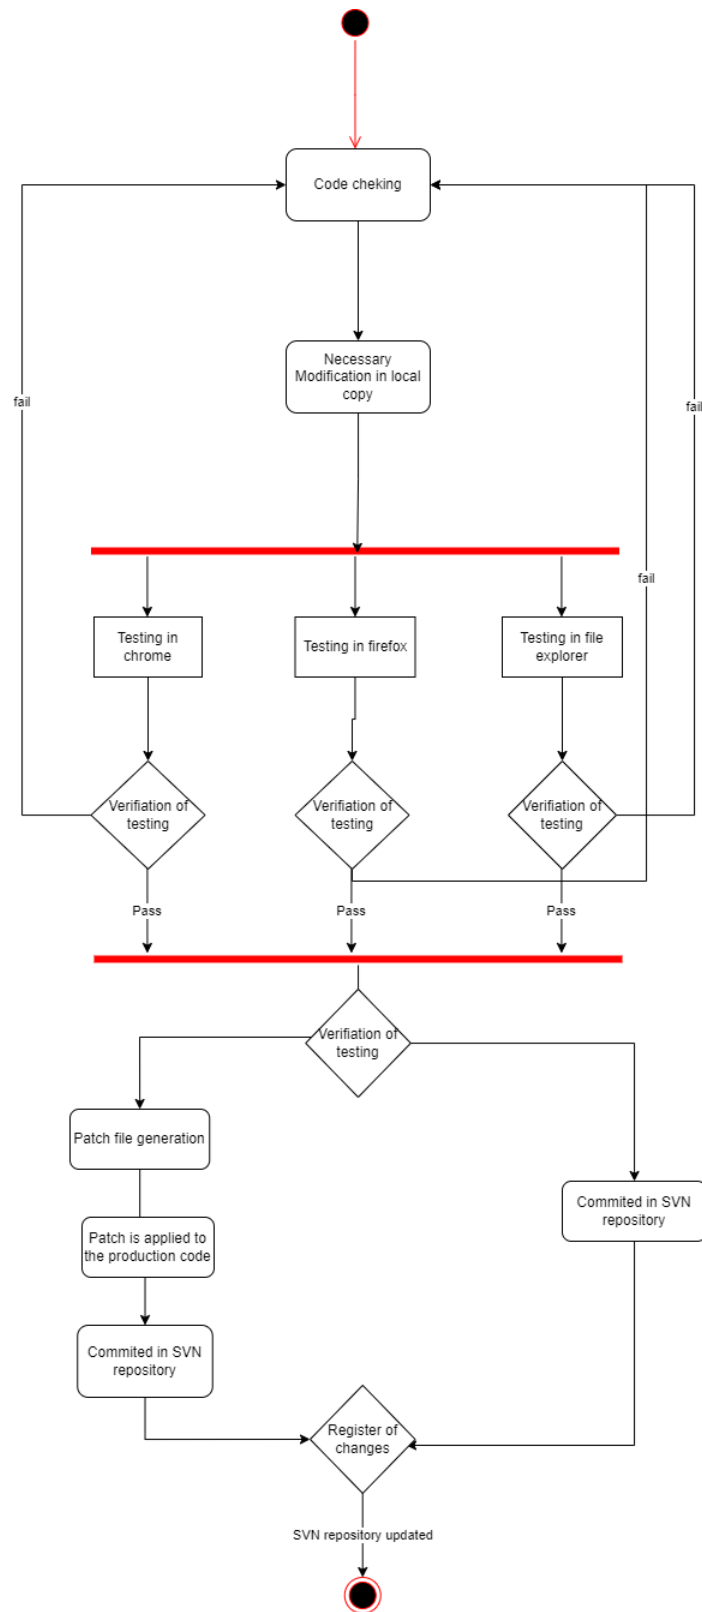 Code cheking
Necessary
Modification in local
copy
fail
fail
fail
Testing in
chrome
Testing in firefox
Testing in file
explorer
Verifiation of
testing
Verifiation of
testing
Verifiation of
testing
Pass
Pass
Pass
Verifiation of
testing
Patch file generation
Commited in SVN
repository
Patch is applied to
the production code
Commited in SVN
repository
Register of
changes
SVN repository updated